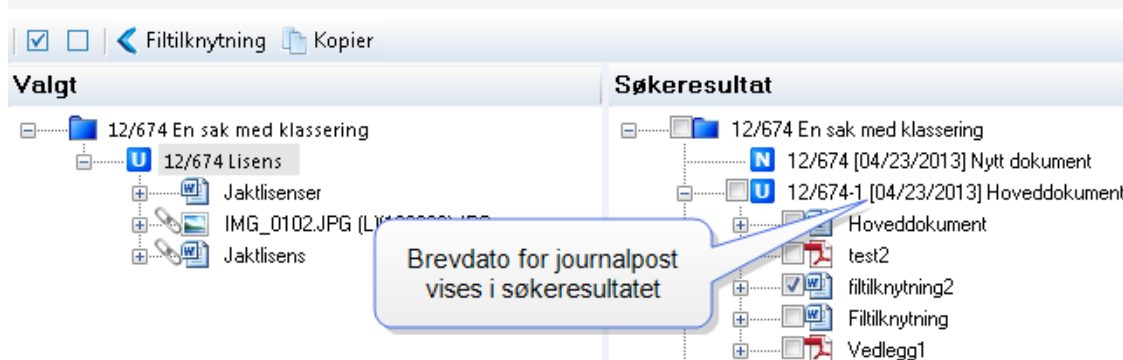 Filtilknytning Kopier
Valgt
Søkeresultat
12/674 En sak med klassering
U 12/674 Lisens
Jaktlisenser
IMG_0102.JPG (L)
Jaktlisens
12/674 En sak med klassering
N 12/674 [04/23/2013] Nytt dokument
U 12/674-1 [04/23/2013] Hoveddokument
Hoveddokument
test2
filtilknytning2
Filtilknytning
Vedlegg1
Brevdato for journalpost
vises i søkeresultatet